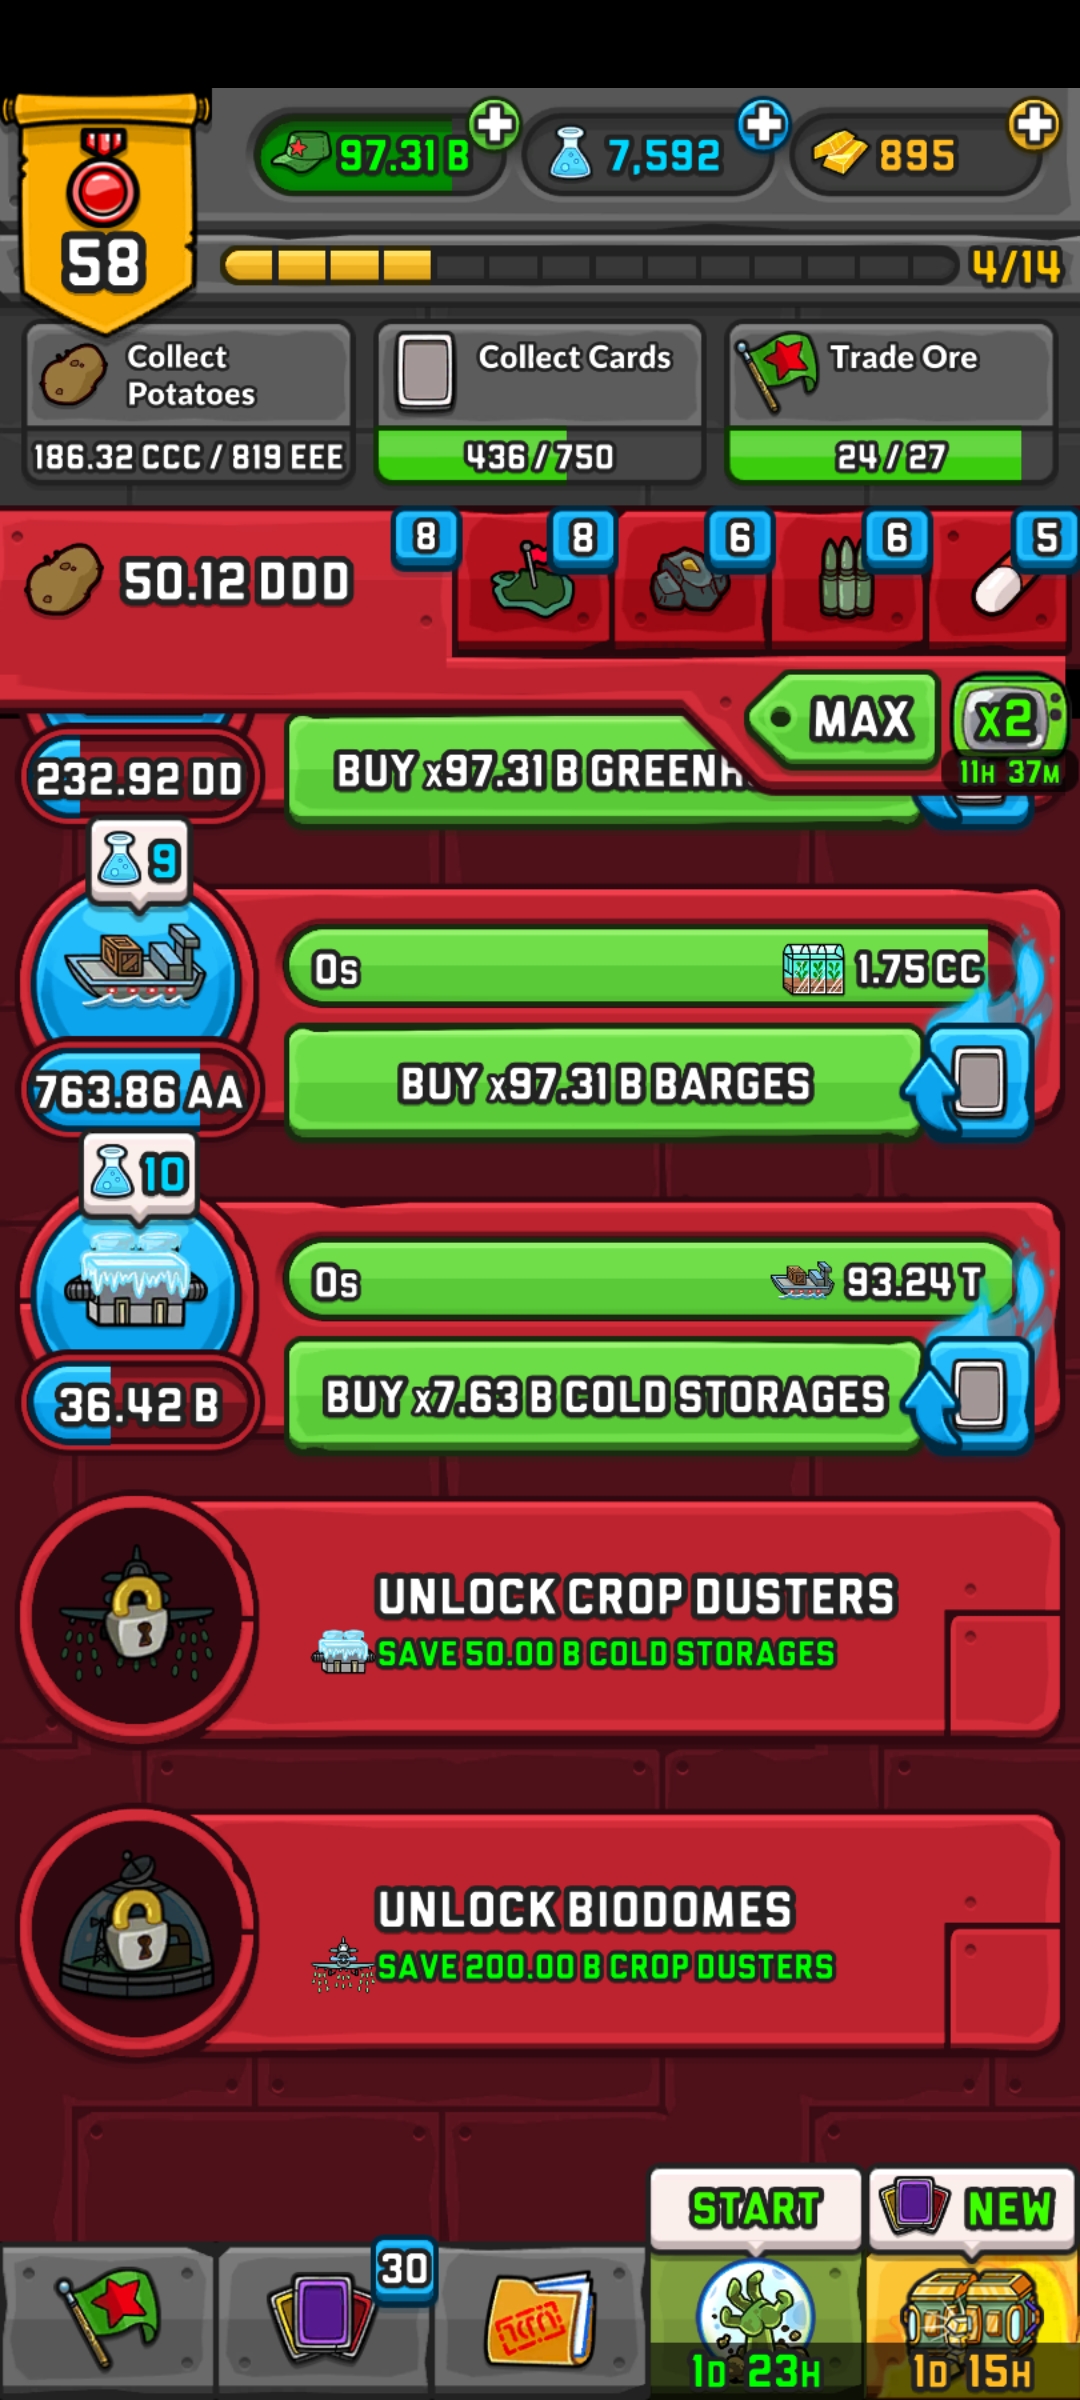 58
97.31 B
7,592
895
4/14
Collect
Potatoes
186.32 CCC / 819 EEE
Collect Cards
436 / 750
Trade Ore
24 / 27
50.12 DDD
8
8
6
6
5
MAX
x2
11H 37M
232.92 DD
BUY x97.31 B GREENH
9
0s
1.75 CC
763.86 AA
BUY x97.31 B BARGES
10
0s
93.24 T
36.42 B
BUY x7.63 B COLD STORAGES
UNLOCK CROP DUSTERS
SAVE 50.00 B COLD STORAGES
UNLOCK BIODOMES
SAVE 200.00 B CROP DUSTERS
30
START
1D 23H
NEW
1D 15H